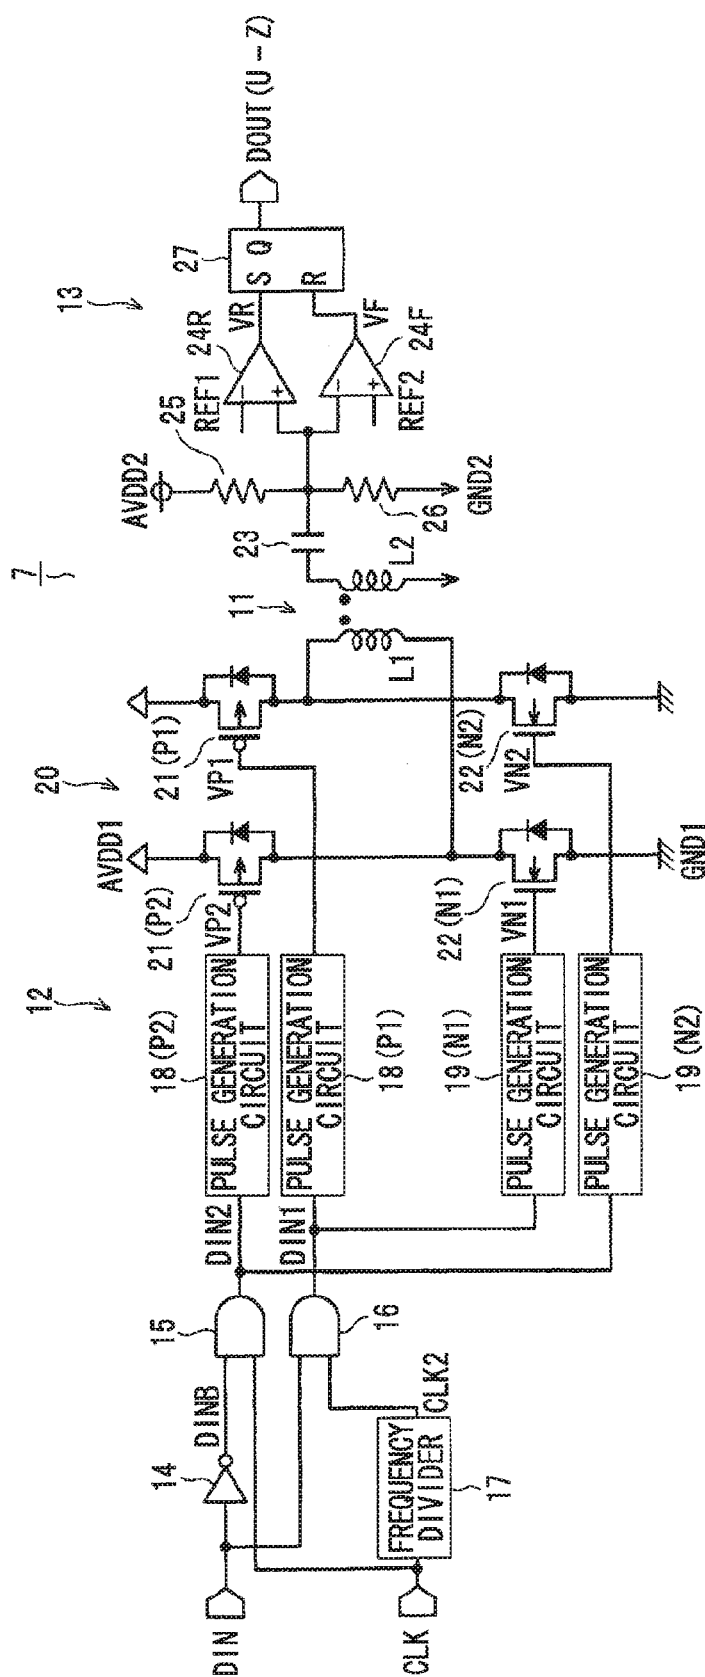 7
12
20
11
13
DIN
CLK
14
DINB
15
16
FREQUENCY
DIVIDER
17
CLK2
DIN2
DIN1
18(P2)
PULSE GENERATION
CIRCUIT
PULSE GENERATION
CIRCUIT
18(P1)
19(N1)
PULSE GENERATION
CIRCUIT
PULSE GENERATION
CIRCUIT
19(N2)
AVDD1
21(P2)
VP2
21(P1)
VP1
22(N1)
VN1
22(N2)
VN2
GND1
L1
L2
23
AVDD2
25
26
GND2
REF1
24R
VR
REF2
24F
VF
27
S
Q
R
DOUT(U-Z)